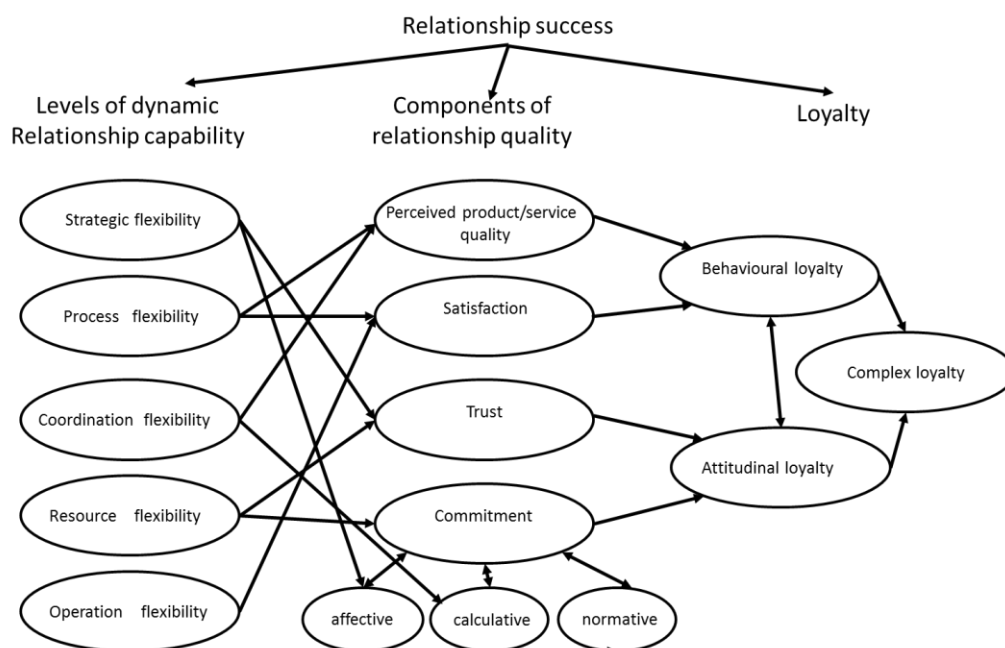 Relationship success
Levels of dynamic
Relationship capability
Components of
relationship quality
Loyalty
Strategic flexibility
Process flexibility
Coordination flexibility
Resource flexibility
Operation flexibility
Perceived product/service
quality
Satisfaction
Trust
Commitment
affective
calculative
normative
Behavioural loyalty
Attitudinal loyalty
Complex loyalty